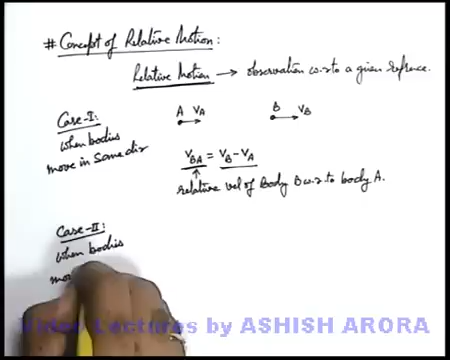 # Concept of Relative Motion:
Relative Motion → Observation w.r.to a given refrence.
Case-I:
A VA B VB
when bodies
move in same dir
VBA = VB - VA
↑
relative vel of Body B w.r.to body A.
Case-II:
when bodies
Video Lectures by ASHISH ARORA